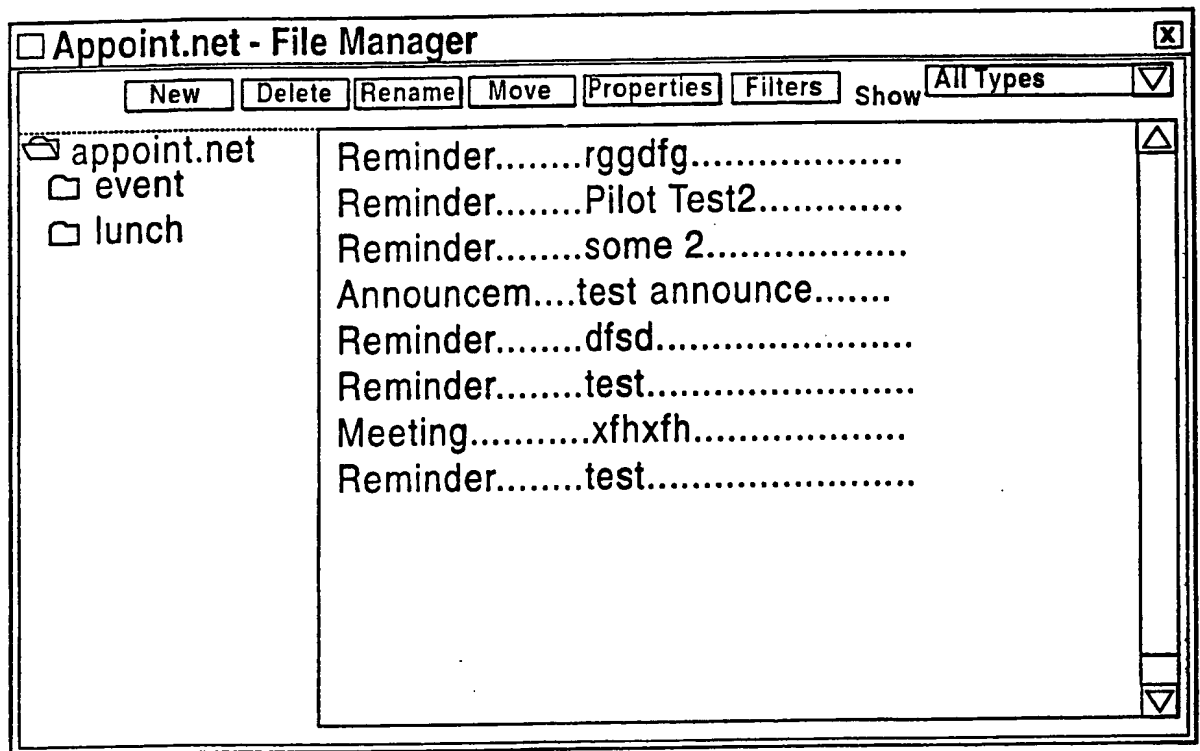 Appoint.net - File Manager X
New Delete Rename Move Properties Filters Show All Types
appoint.net
event
lunch
Reminder........rggdfg....................
Reminder........Pilot Test2.............
Reminder........some 2...................
Announcem....test announce.......
Reminder........dfsd........................
Reminder........test.........................
Meeting...........xfhxfh....................
Reminder........test.........................